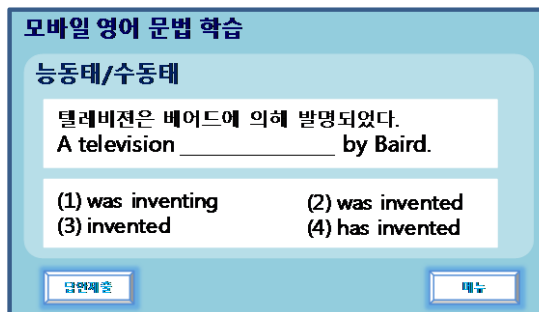 모바일 영어 문법 학습
능동태/수동태
텔레비젼은 베어드에 의해 발명되었다.
A television ______________ by Baird.
(1) was inventing (2) was invented
(3) invented (4) has invented
답변제출 메뉴